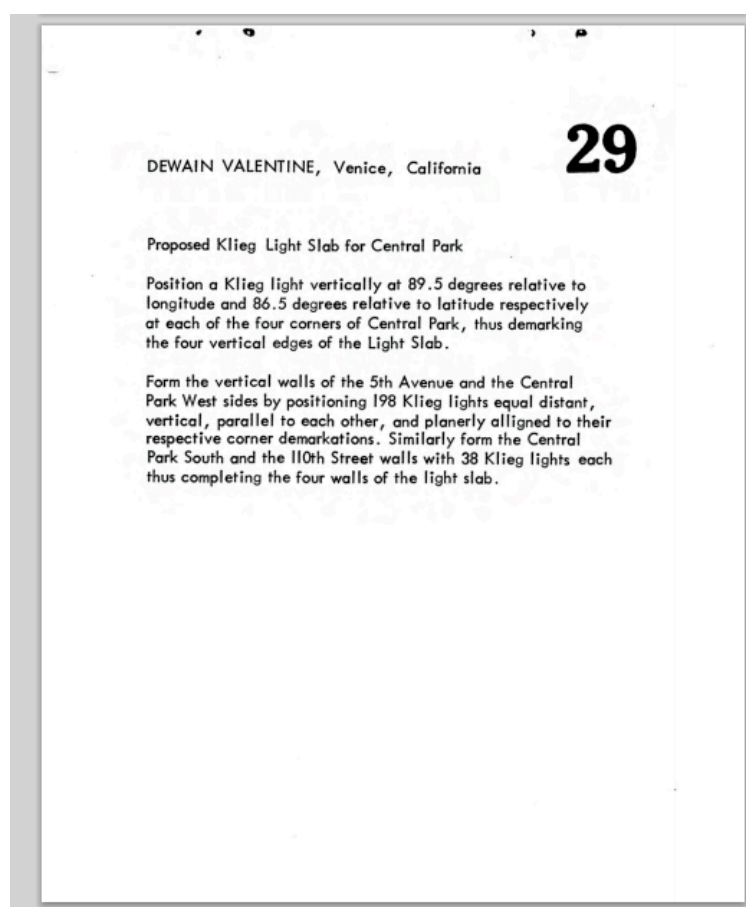 29
DEWAIN VALENTINE, Venice, California
Proposed Klieg Light Slab for Central Park
Position a Klieg light vertically at 89.5 degrees relative to
longitude and 86.5 degrees relative to latitude respectively
at each of the four corners of Central Park, thus demarking
the four vertical edges of the Light Slab.
Form the vertical walls of the 5th Avenue and the Central
Park West sides by positioning 198 Klieg lights equal distant,
vertical, parallel to each other, and planerly alligned to their
respective corner demarkations. Similarly form the Central
Park South and the 110th Street walls with 38 Klieg lights each
thus completing the four walls of the light slab.